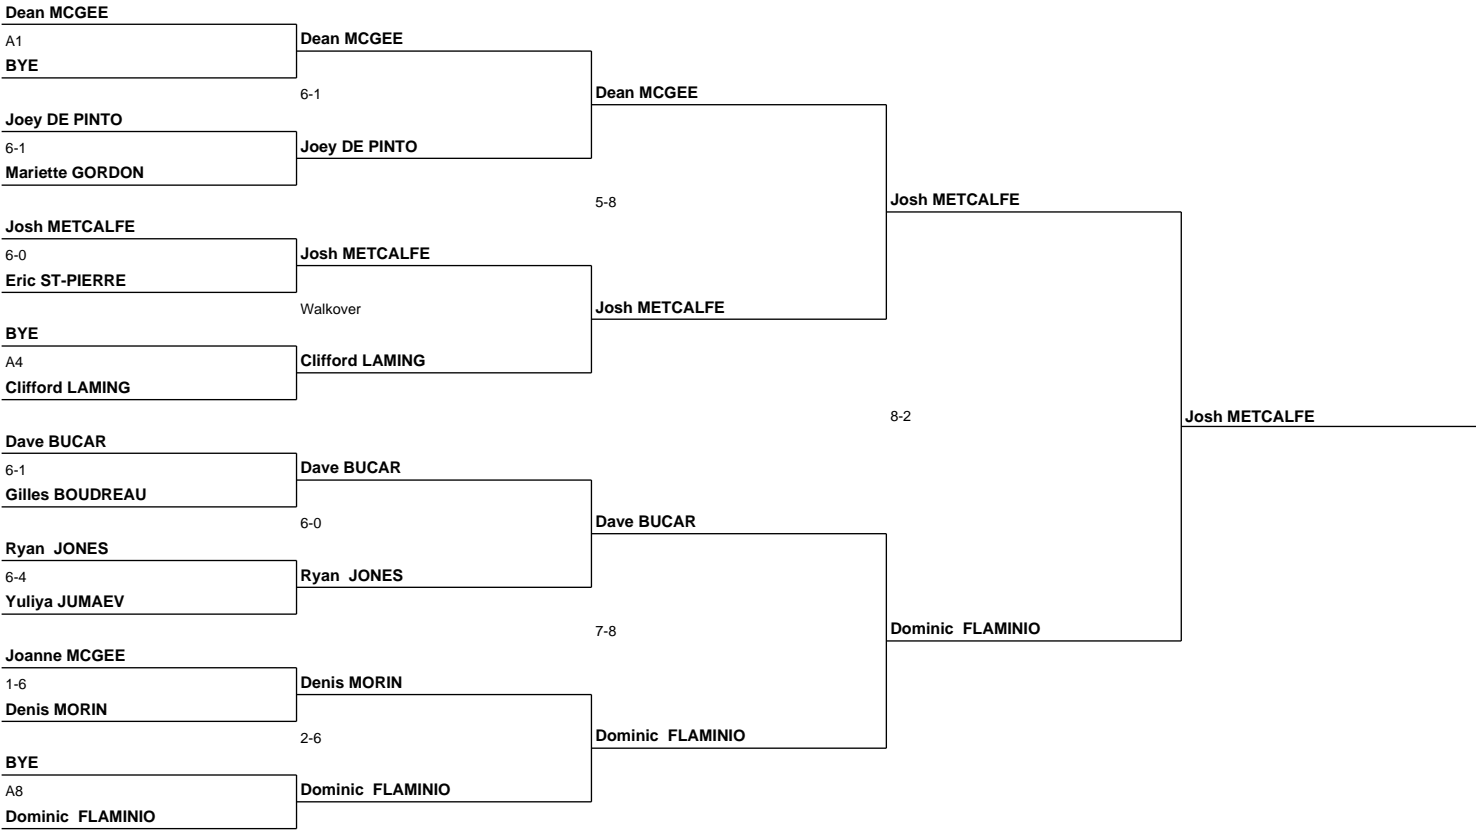 Dean MCGEE
A1
BYE
Joey DE PINTO
6-1
Mariette GORDON
Josh METCALFE
6-0
Eric ST-PIERRE
BYE
A4
Clifford LAMING
Dave BUCAR
6-1
Gilles BOUDREAU
Ryan  JONES
6-4
Yuliya JUMAEV
Joanne MCGEE
1-6
Denis MORIN
BYE
A8
Dominic  FLAMINIO
Dean MCGEE
6-1
Joey DE PINTO
Josh METCALFE
Walkover
Clifford LAMING
Dave BUCAR
6-0
Ryan  JONES
Denis MORIN
2-6
Dominic  FLAMINIO
Dean MCGEE
5-8
Josh METCALFE
Dave BUCAR
7-8
Dominic  FLAMINIO
Josh METCALFE
8-2
Dominic  FLAMINIO
Josh METCALFE